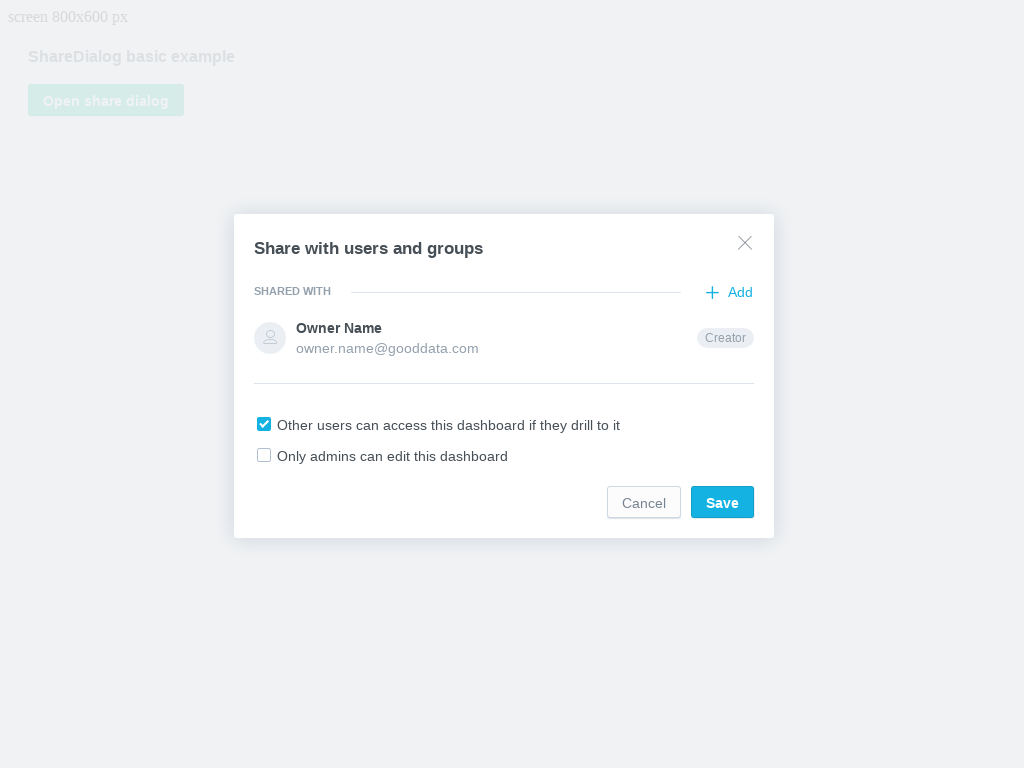 screen 800x600 px
ShareDialog basic example
Open share dialog
Share with users and groups
SHARED WITH
Add
Owner Name
owner.name@gooddata.com
Creator
Other users can access this dashboard if they drill to it
Only admins can edit this dashboard
Cancel
Save